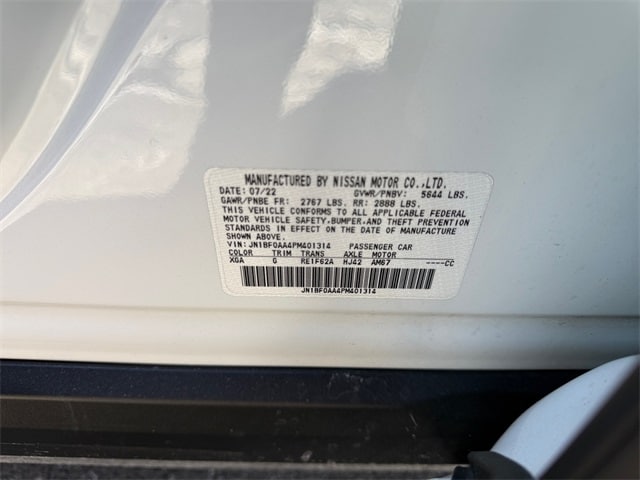 MANUFACTURED BY NISSAN MOTOR CO.,LTD.
DATE: 07/22 GVWR/PNBV: 5644 LBS.
GAWR/PNBE FR: 2767 LBS. RR: 2888 LBS.
THIS VEHICLE CONFORMS TO ALL APPLICABLE FEDERAL
MOTOR VEHICLE SAFETY,BUMPER,AND THEFT PREVENTION
STANDARDS IN EFFECT ON THE DATE OF MANUFACTURE
SHOWN ABOVE.
VIN: JN1BF0AA4PM401314 PASSENGER CAR
COLOR TRIM TRANS AXLE MOTOR
XGA G RE1F62A HJ42 AM67 ----CC
JN1BF0AA4PM401314